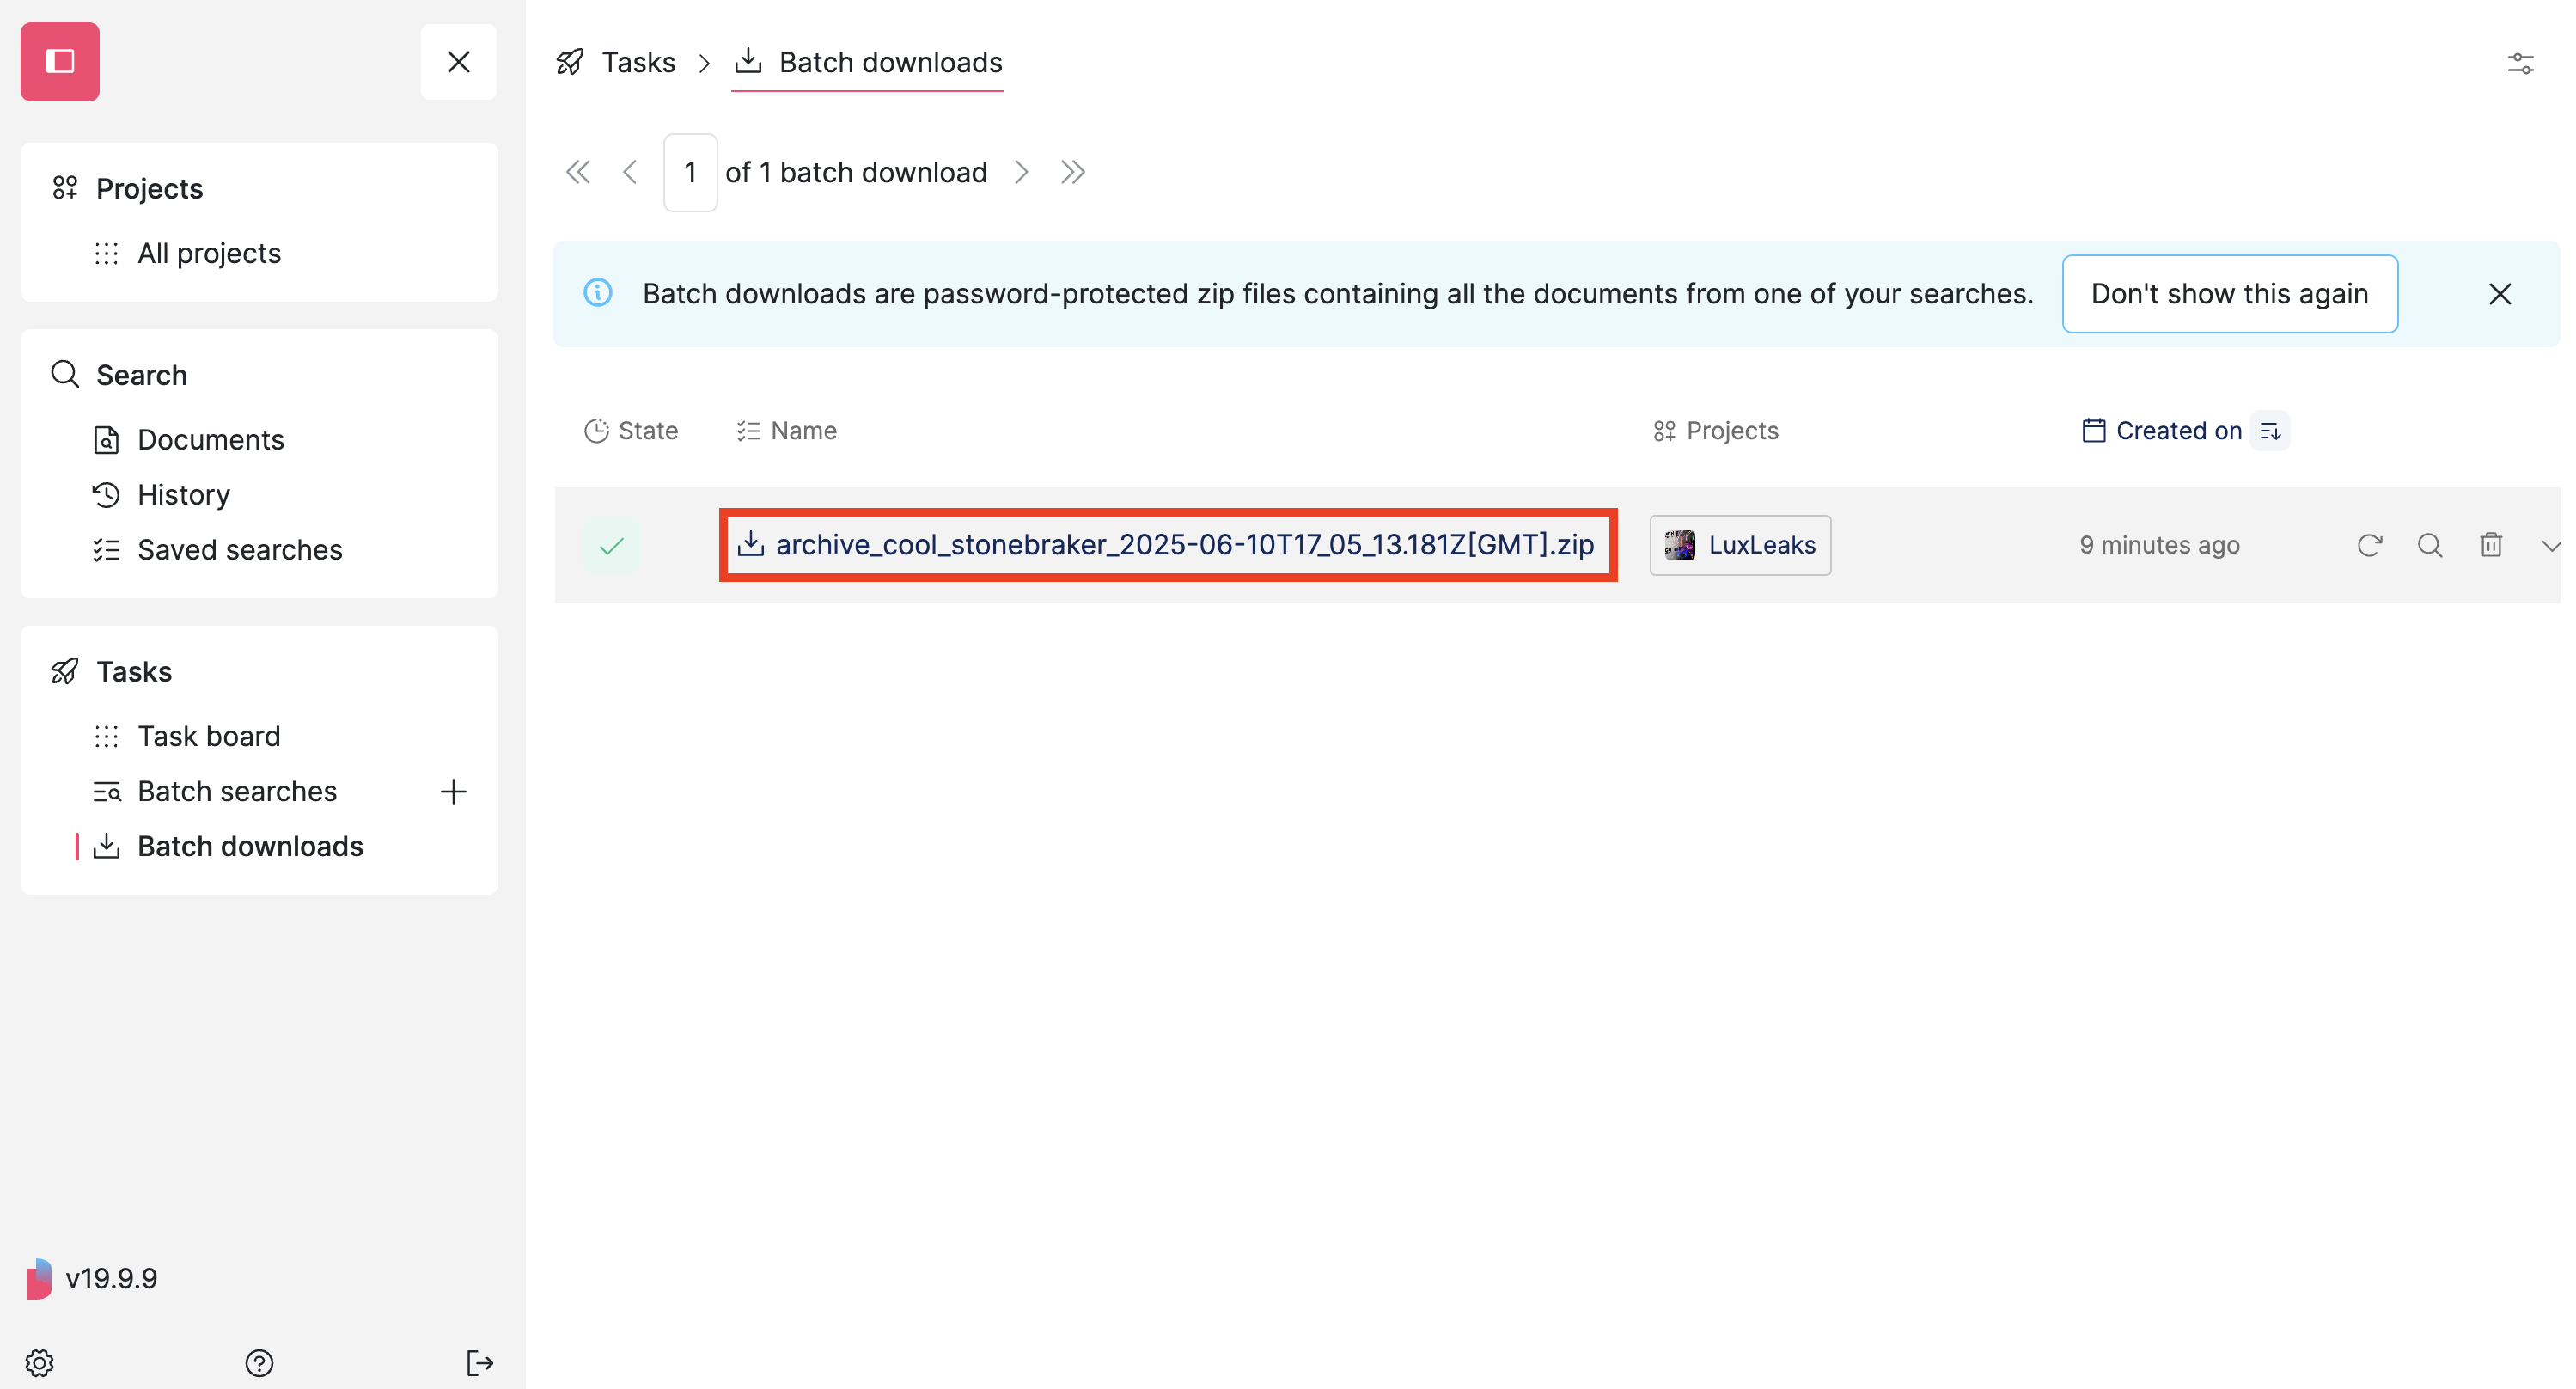 Projects
All projects
Search
Documents
History
Saved searches
Tasks
Task board
Batch searches
Batch downloads
v19.9.9
Tasks
Batch downloads
1 of 1 batch download
Batch downloads are password-protected zip files containing all the documents from one of your searches.
Don't show this again
State Name Projects Created on
archive_cool_stonebraker_2025-06-10T17_05_13.181Z[GMT].zip LuxLeaks 9 minutes ago